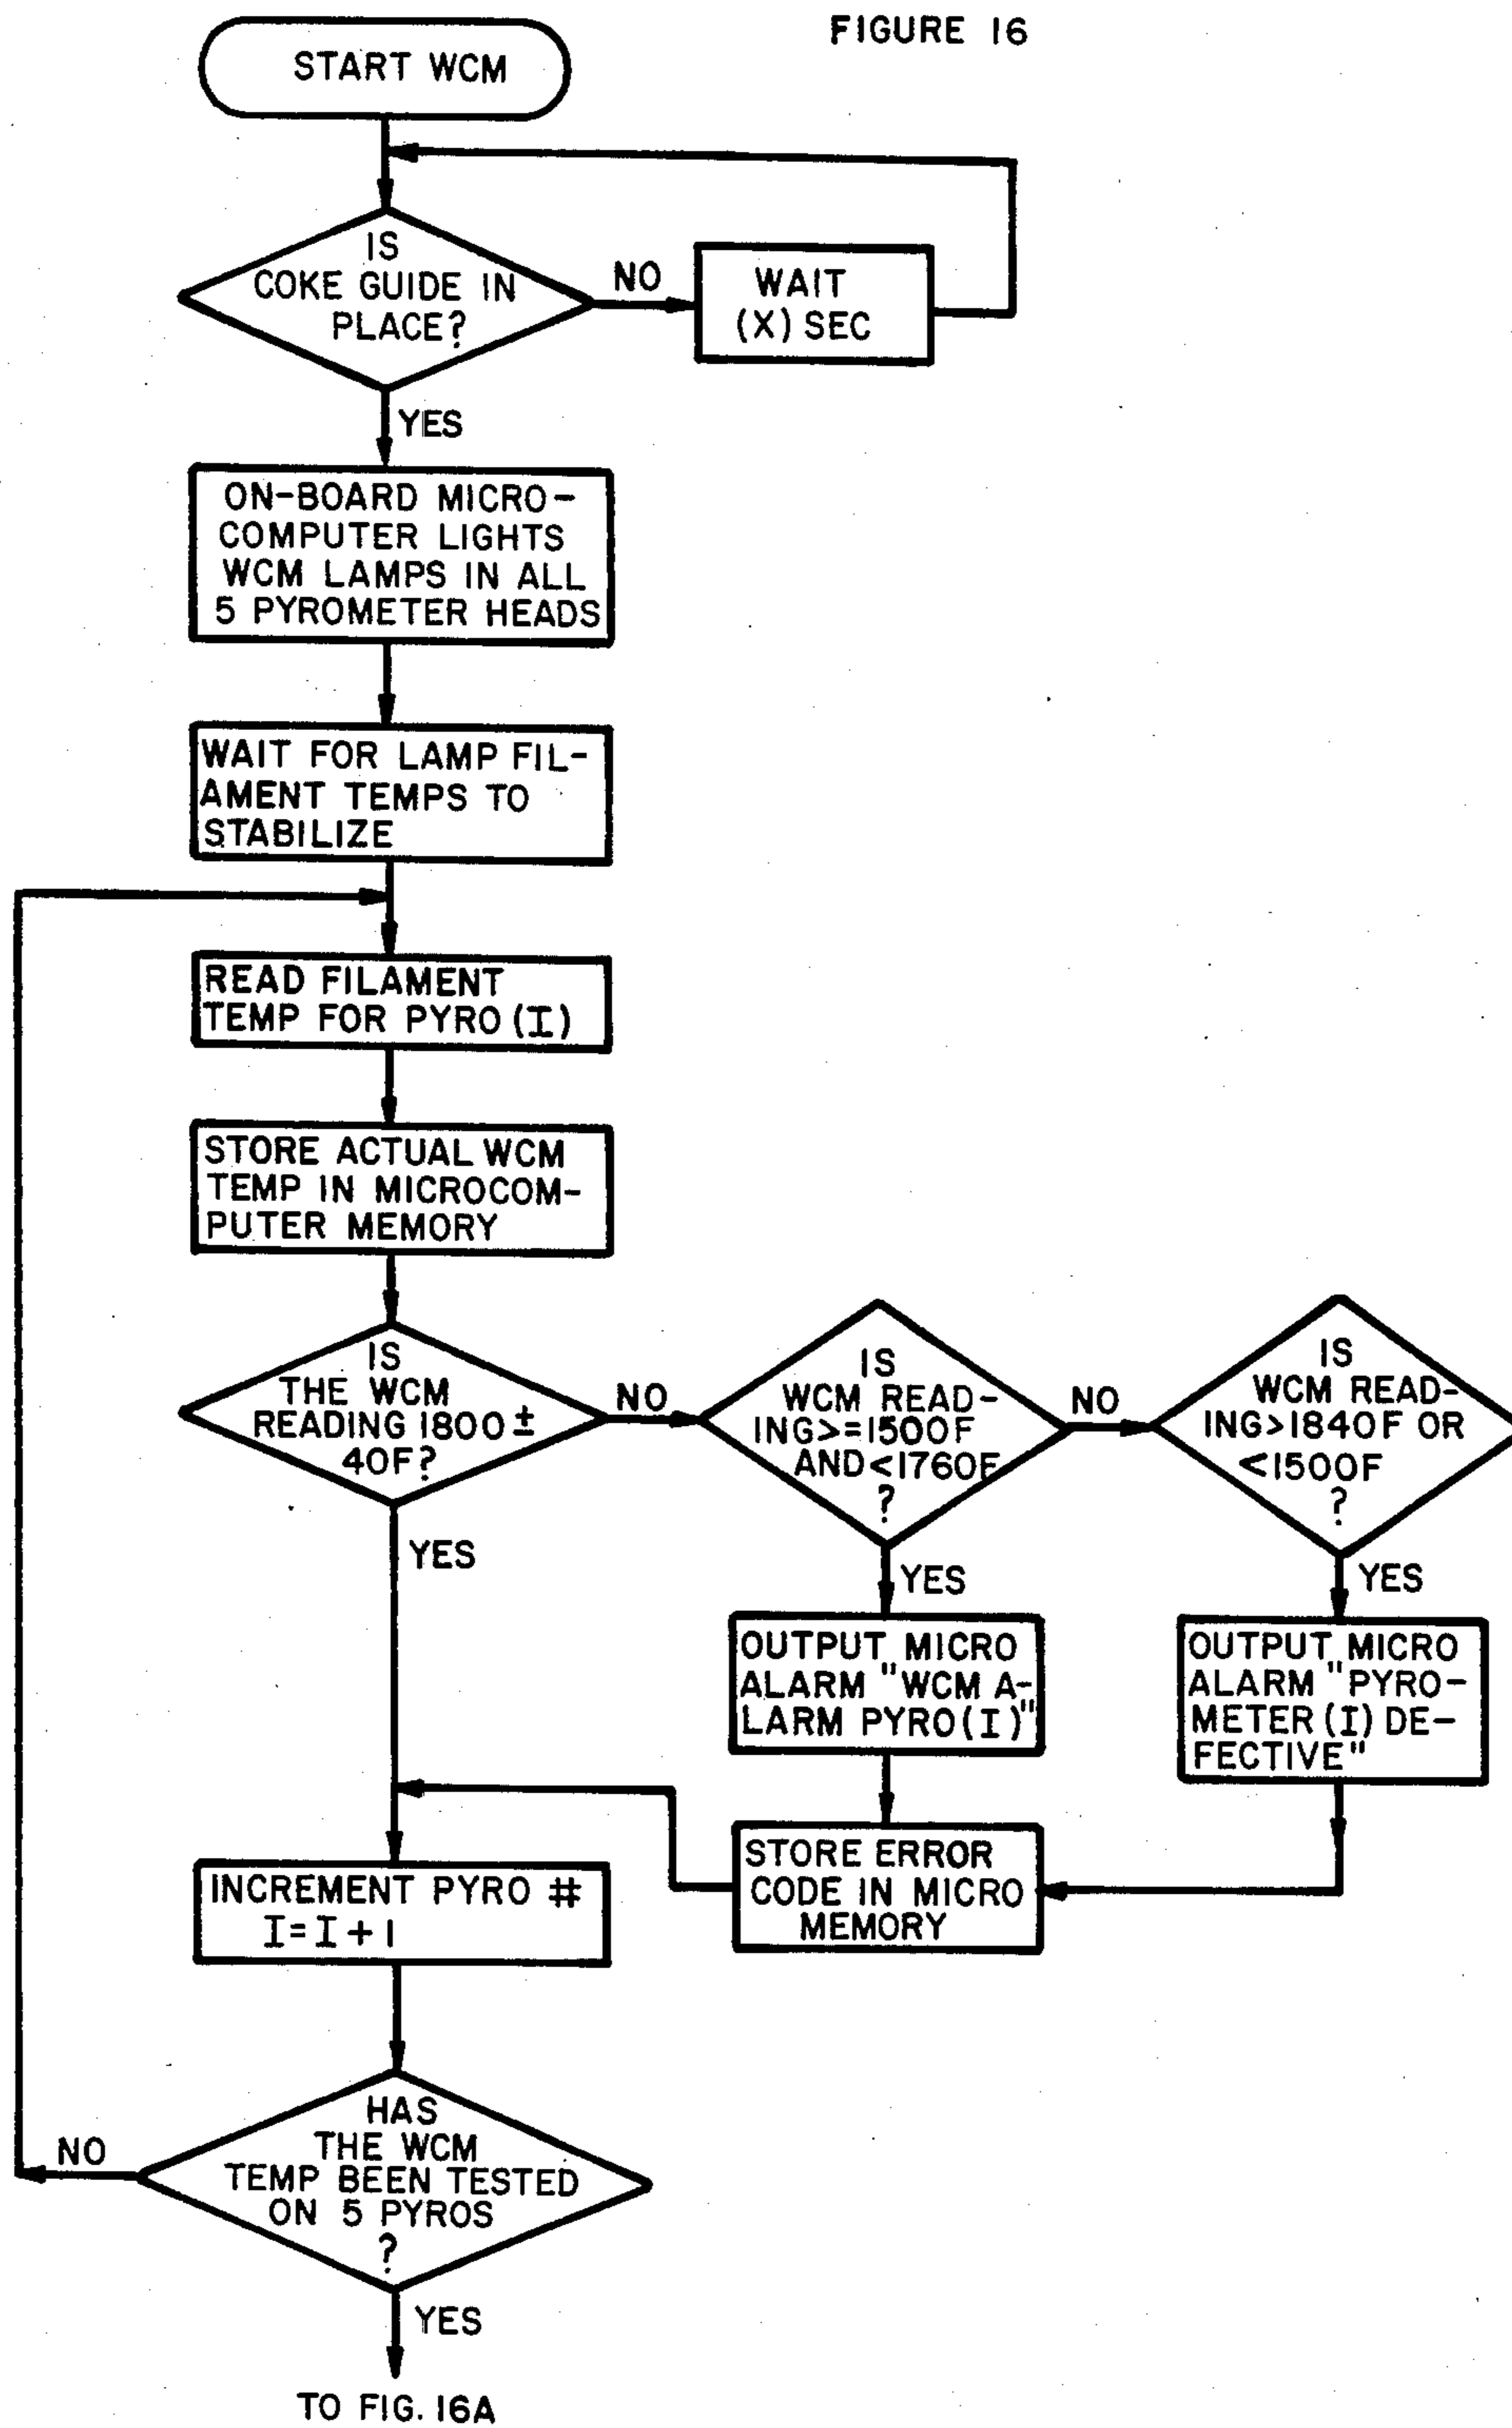 FIGURE 16
START WCM
IS
COKE GUIDE IN
PLACE?
NO
WAIT
(X) SEC
YES
ON-BOARD MICRO-
COMPUTER LIGHTS
WCM LAMPS IN ALL
5 PYROMETER HEADS
WAIT FOR LAMP FIL-
AMENT TEMPS TO
STABILIZE
READ FILAMENT
TEMP FOR PYRO (I)
STORE ACTUAL WCM
TEMP IN MICROCOM-
PUTER MEMORY
IS
THE WCM
READING 1800 ±
40F?
NO
IS
WCM READ-
ING>=1500F
AND<1760F
?
NO
IS
WCM READ-
ING>1840F OR
<1500F
?
YES
YES
YES
OUTPUT MICRO
ALARM "WCM A-
LARM PYRO(I)"
OUTPUT MICRO
ALARM "PYRO-
METER (I) DE-
FECTIVE"
STORE ERROR
CODE IN MICRO
MEMORY
INCREMENT PYRO #
I=I+1
HAS
THE WCM
TEMP BEEN TESTED
ON 5 PYROS
?
NO
YES
TO FIG. 16A